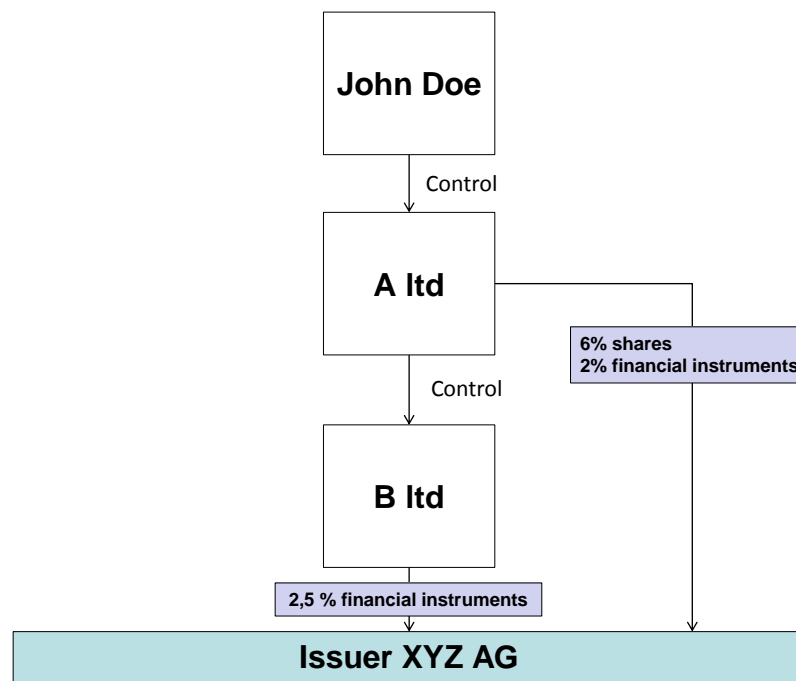 John Doe
Control
A ltd
6% shares
2% financial instruments
Control
B ltd
2,5 % financial instruments
Issuer XYZ AG